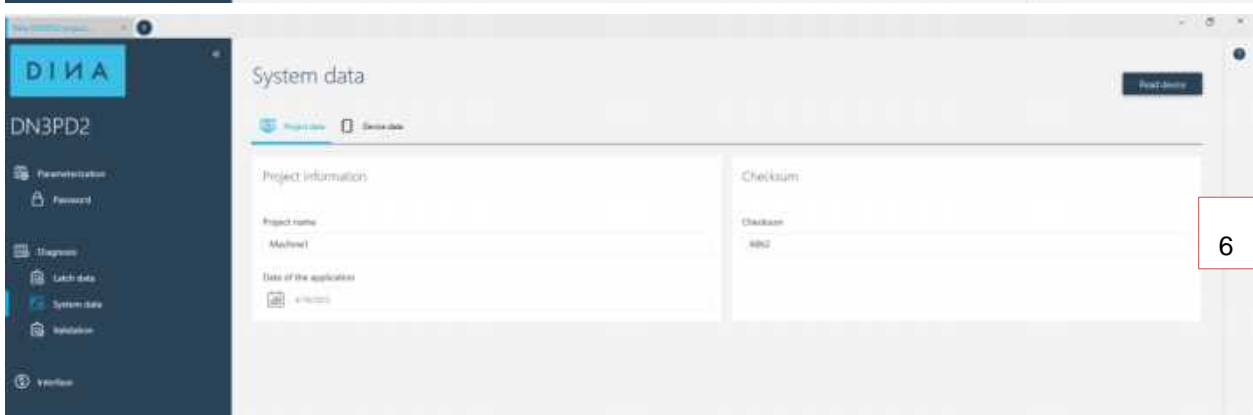 DINA
System data
Read device
DN3PD2
Project data
Device data
Parameterization
Password
Project information
Checksum
Project name
Checksum
Machine1
6
Diagnosis
Latch data
Date of the application
System data
Validation
Interface